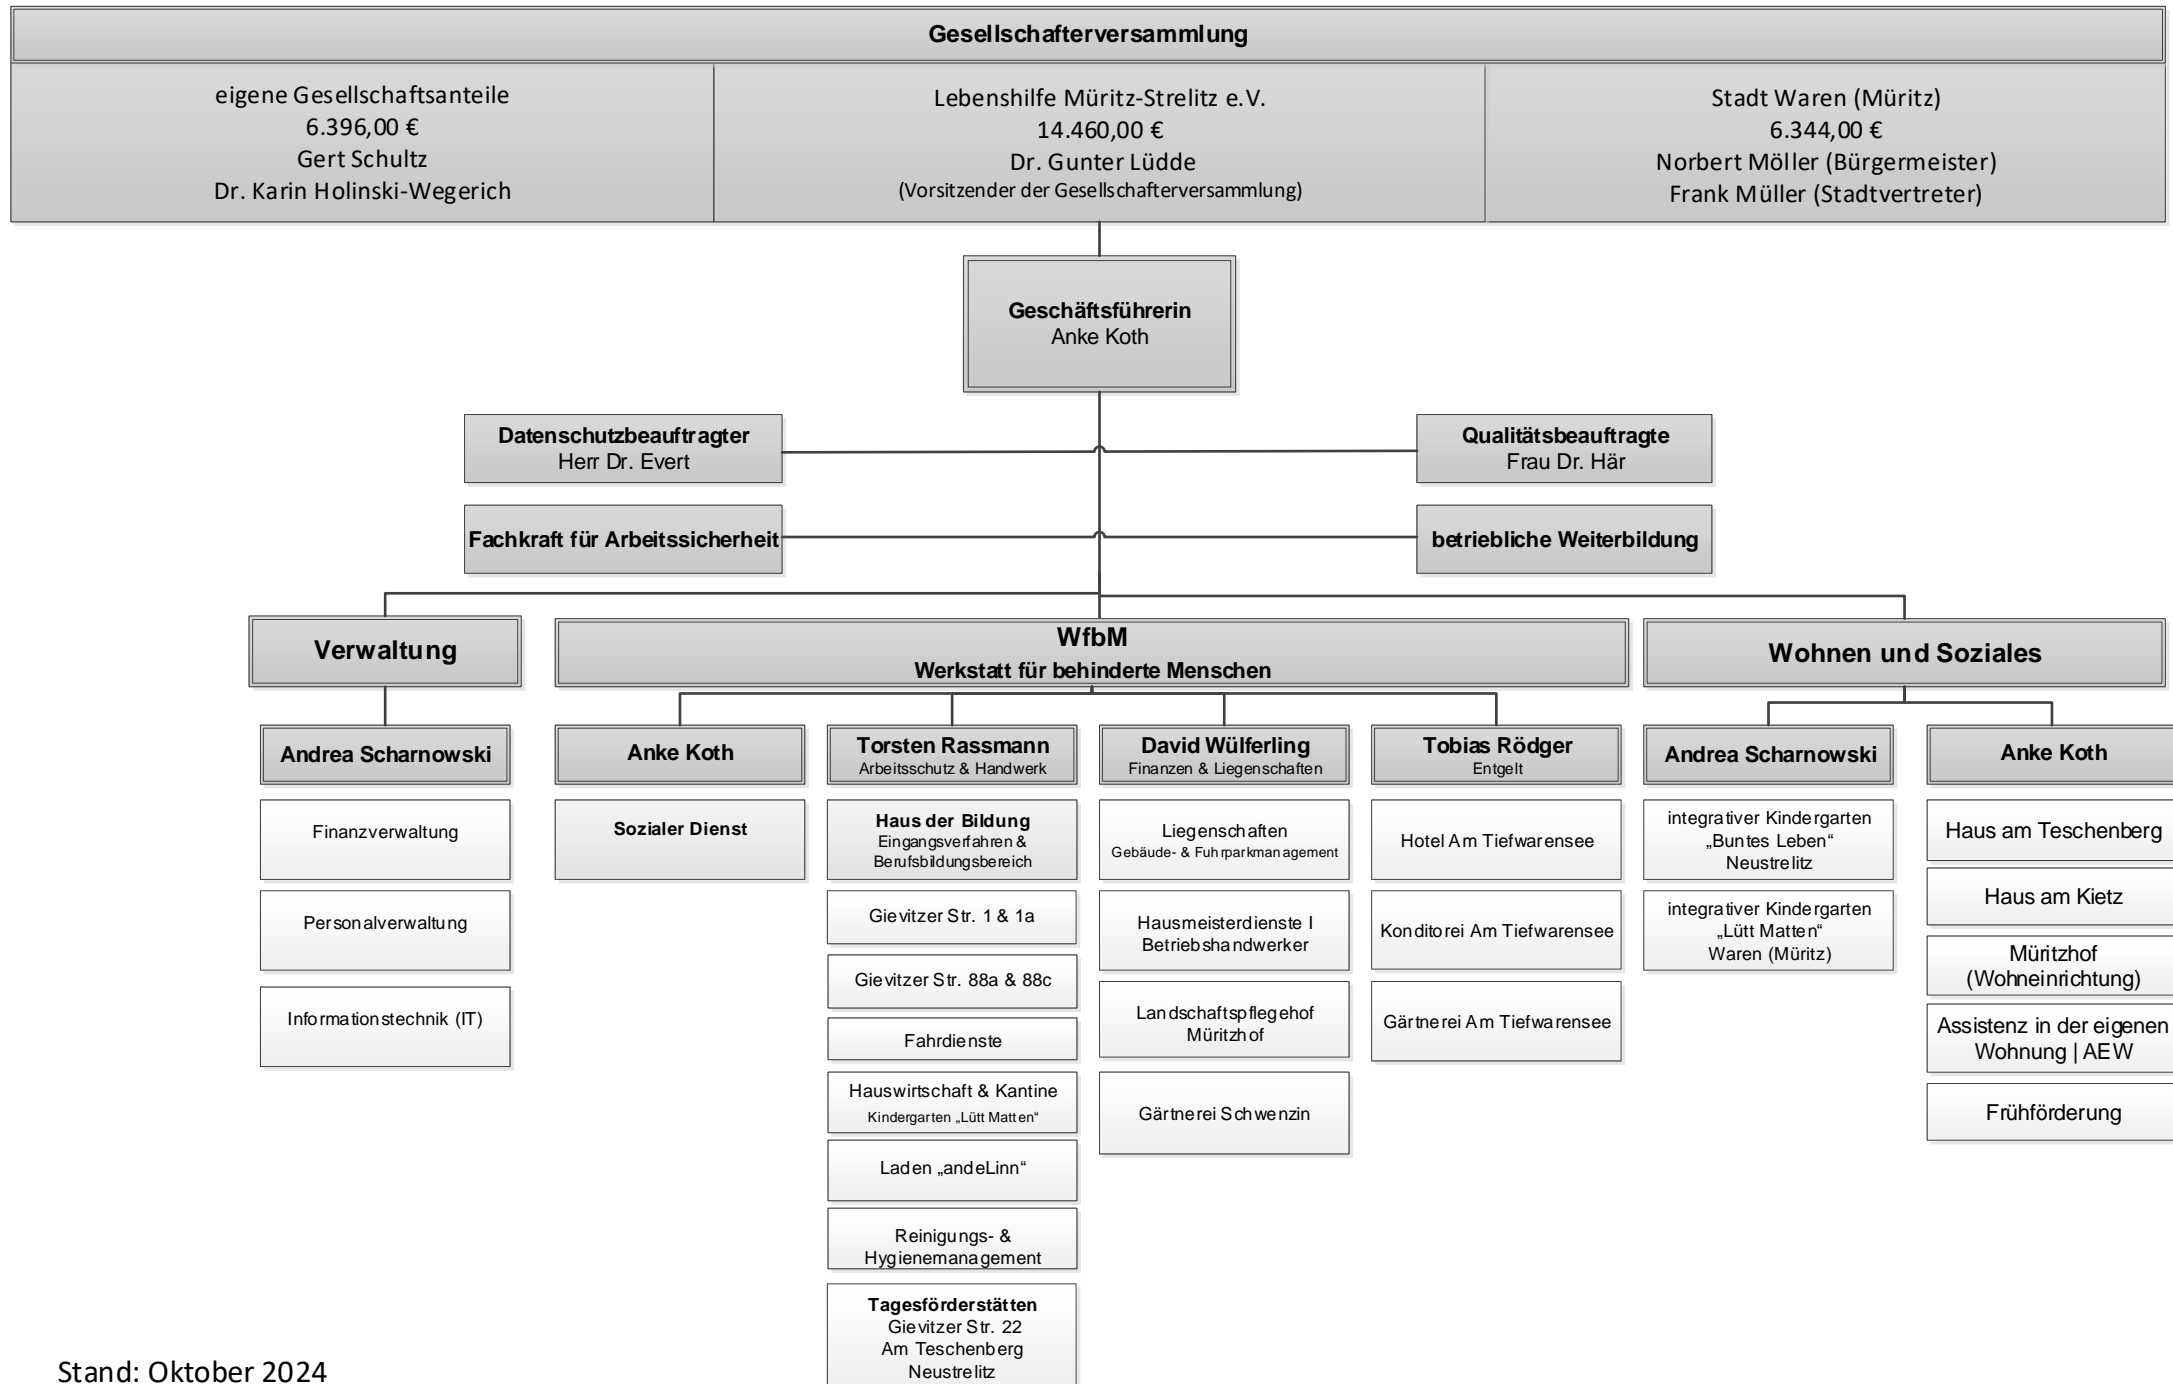 Gesellschafterversammlung
eigene Gesellschaftsanteile
6.396,00 €
Gert Schultz
Dr. Karin Holinski-Wegerich
Lebenshilfe Müritz-Strelitz e.V.
14.460,00 €
Dr. Gunter Lüdde
(Vorsitzender der Gesellschafterversammlung)
Stadt Waren (Müritz)
6.344,00 €
Norbert Möller (Bürgermeister)
Frank Müller (Stadtvertreter)
Geschäftsführerin
Anke Koth
Datenschutzbeauftragter
Herr Dr. Evert
Qualitätsbeauftragte
Frau Dr. Här
Fachkraft für Arbeitssicherheit
betriebliche Weiterbildung
Verwaltung
WfbM
Werkstatt für behinderte Menschen
Wohnen und Soziales
Andrea Scharnowski
Finanzverwaltung
Personalverwaltung
Informationstechnik (IT)
Anke Koth
Sozialer Dienst
Torsten Rassmann
Arbeitsschutz & Handwerk
Haus der Bildung
Eingangsverfahren &
Berufsbildungsbereich
Gievitzer Str. 1 & 1a
Gievitzer Str. 88a & 88c
Fahrdienste
Hauswirtschaft & Kantine
Kindergarten „Lütt Matten“
Laden „andeLinn“
Reinigungs- &
Hygienemanagement
Tagesförderstätten
Gievitzer Str. 22
Am Teschenberg
Neustrelitz
David Wülferling
Finanzen & Liegenschaften
Liegenschaften
Gebäude- & Fuhrparkmanagement
Hausmeisterdienste I
Betriebshandwerker
Landschaftspflegehof
Müritzhof
Gärtnerei Schwenzin
Tobias Rödger
Entgelt
Hotel Am Tiefwarensee
Konditorei Am Tiefwarensee
Gärtnerei Am Tiefwarensee
Andrea Scharnowski
integrativer Kindergarten
„Buntes Leben“
Neustrelitz
integrativer Kindergarten
„Lütt Matten“
Waren (Müritz)
Anke Koth
Haus am Teschenberg
Haus am Kietz
Müritzhof
(Wohneinrichtung)
Assistenz in der eigenen
Wohnung | AEW
Frühförderung
Stand: Oktober 2024